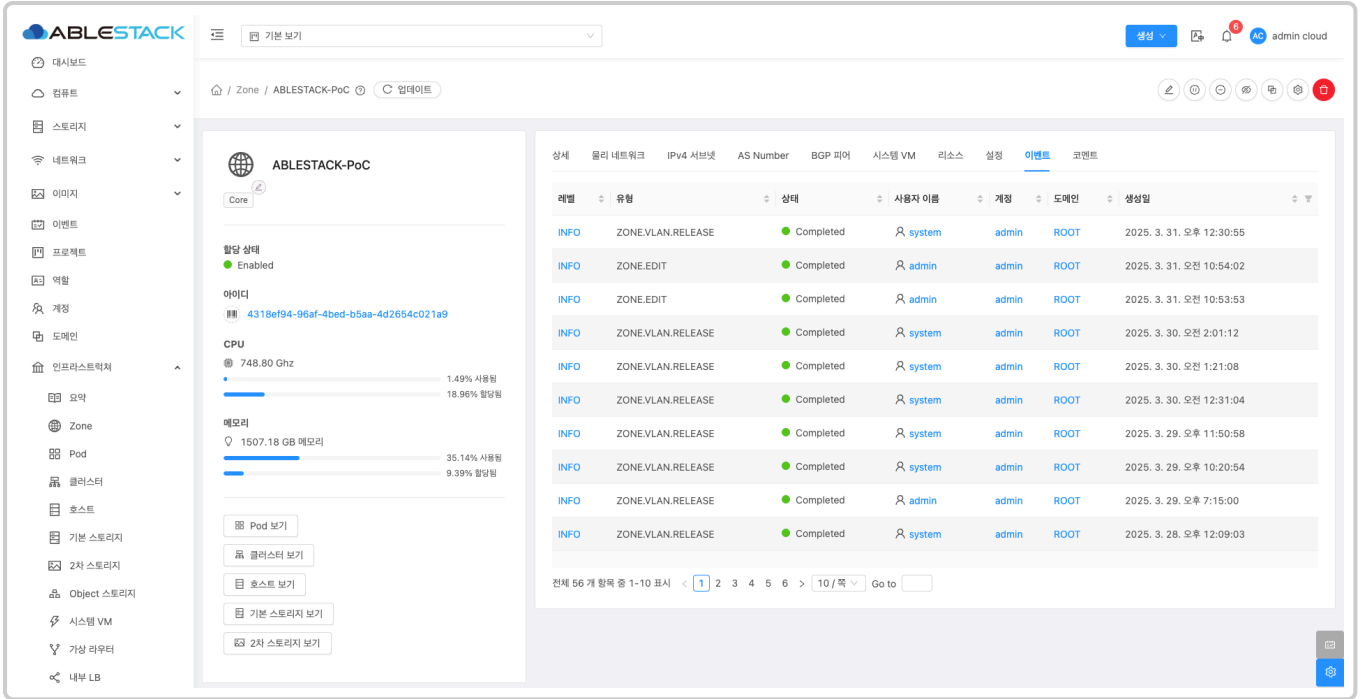 ABLESTACK
기본 보기
생성
6
AC
admin cloud
대시보드
컴퓨트
스토리지
네트워크
이미지
이벤트
프로젝트
역할
계정
도메인
인프라스트럭쳐
요약
Zone
Pod
클러스터
호스트
기본 스토리지
2차 스토리지
Object 스토리지
시스템 VM
가상 라우터
내부 LB
/ Zone / ABLESTACK-PoC 업데이트
ABLESTACK-PoC
Core
할당 상태
Enabled
아이디
4318ef94-96af-4bed-b5aa-4d2654c021a9
CPU
748.80 Ghz
1.49% 사용됨
18.96% 할당됨
메모리
1507.18 GB 메모리
35.14% 사용됨
9.39% 할당됨
Pod 보기
클러스터 보기
호스트 보기
기본 스토리지 보기
2차 스토리지 보기
상세 물리 네트워크 IPv4 서브넷 AS Number BGP 피어 시스템 VM 리소스 설정 이벤트 코멘트
레벨 유형 상태 사용자 이름 계정 도메인 생성일
INFO ZONE.VLAN.RELEASE Completed system admin ROOT 2025. 3. 31. 오후 12:30:55
INFO ZONE.EDIT Completed admin admin ROOT 2025. 3. 31. 오전 10:54:02
INFO ZONE.EDIT Completed admin admin ROOT 2025. 3. 31. 오전 10:53:53
INFO ZONE.VLAN.RELEASE Completed system admin ROOT 2025. 3. 30. 오전 2:01:12
INFO ZONE.VLAN.RELEASE Completed system admin ROOT 2025. 3. 30. 오전 1:21:08
INFO ZONE.VLAN.RELEASE Completed system admin ROOT 2025. 3. 30. 오전 12:31:04
INFO ZONE.VLAN.RELEASE Completed system admin ROOT 2025. 3. 29. 오후 11:50:58
INFO ZONE.VLAN.RELEASE Completed system admin ROOT 2025. 3. 29. 오후 10:20:54
INFO ZONE.VLAN.RELEASE Completed admin admin ROOT 2025. 3. 29. 오후 7:15:00
INFO ZONE.VLAN.RELEASE Completed system admin ROOT 2025. 3. 28. 오후 12:09:03
전체 56 개 항목 중 1-10 표시 < 1 2 3 4 5 6 > 10 / 쪽 Go to